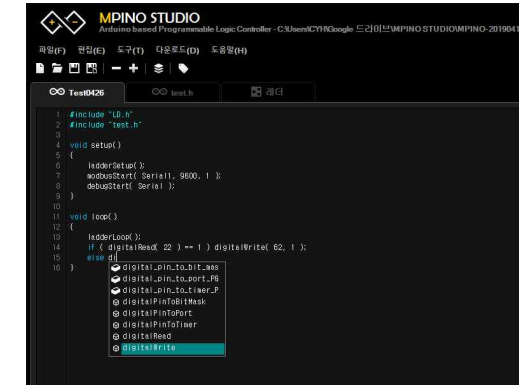 MPINO STUDIO
Arduino based Programmable Logic Controller - C:\Users\CYH\Google 드라이브\MPINO STUDIO\MPINO-2019041
파일(F) 편집(E) 도구(T) 다운로드(D) 도움말(H)
Test0426 test.h 래더
1 #include "LD.h"
2 #include "test.h"
3
4 void setup()
5 {
6 ladderSetup();
7 modbusStart( Serial1, 9600, 1 );
8 debugStart( Serial );
9 }
10
11 void loop()
12 {
13 ladderLoop();
14 if ( digitalRead( 22 ) == 1 ) digitalWrite( 62, 1 );
15 else di
16 }
digital_pin_to_bit_mas
digital_pin_to_port_PG
digital_pin_to_timer_P
digitalPinToBitMask
digitalPinToPort
digitalPinToTimer
digitalRead
digitalWrite